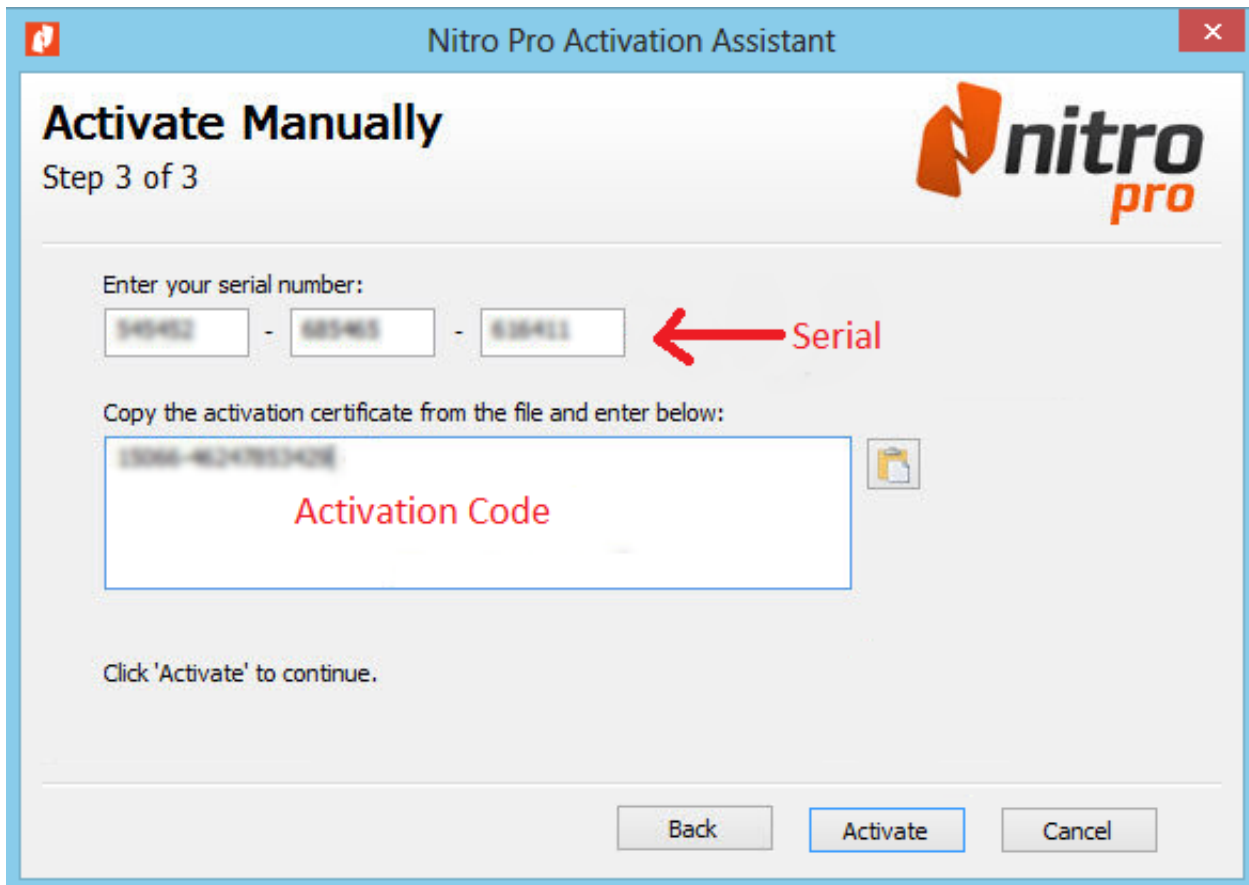 Nitro Pro Activation Assistant
Activate Manually
Step 3 of 3
nitro
pro
Enter your serial number:
- -
Serial
Copy the activation certificate from the file and enter below:
Activation Code
Click 'Activate' to continue.
Back Activate Cancel